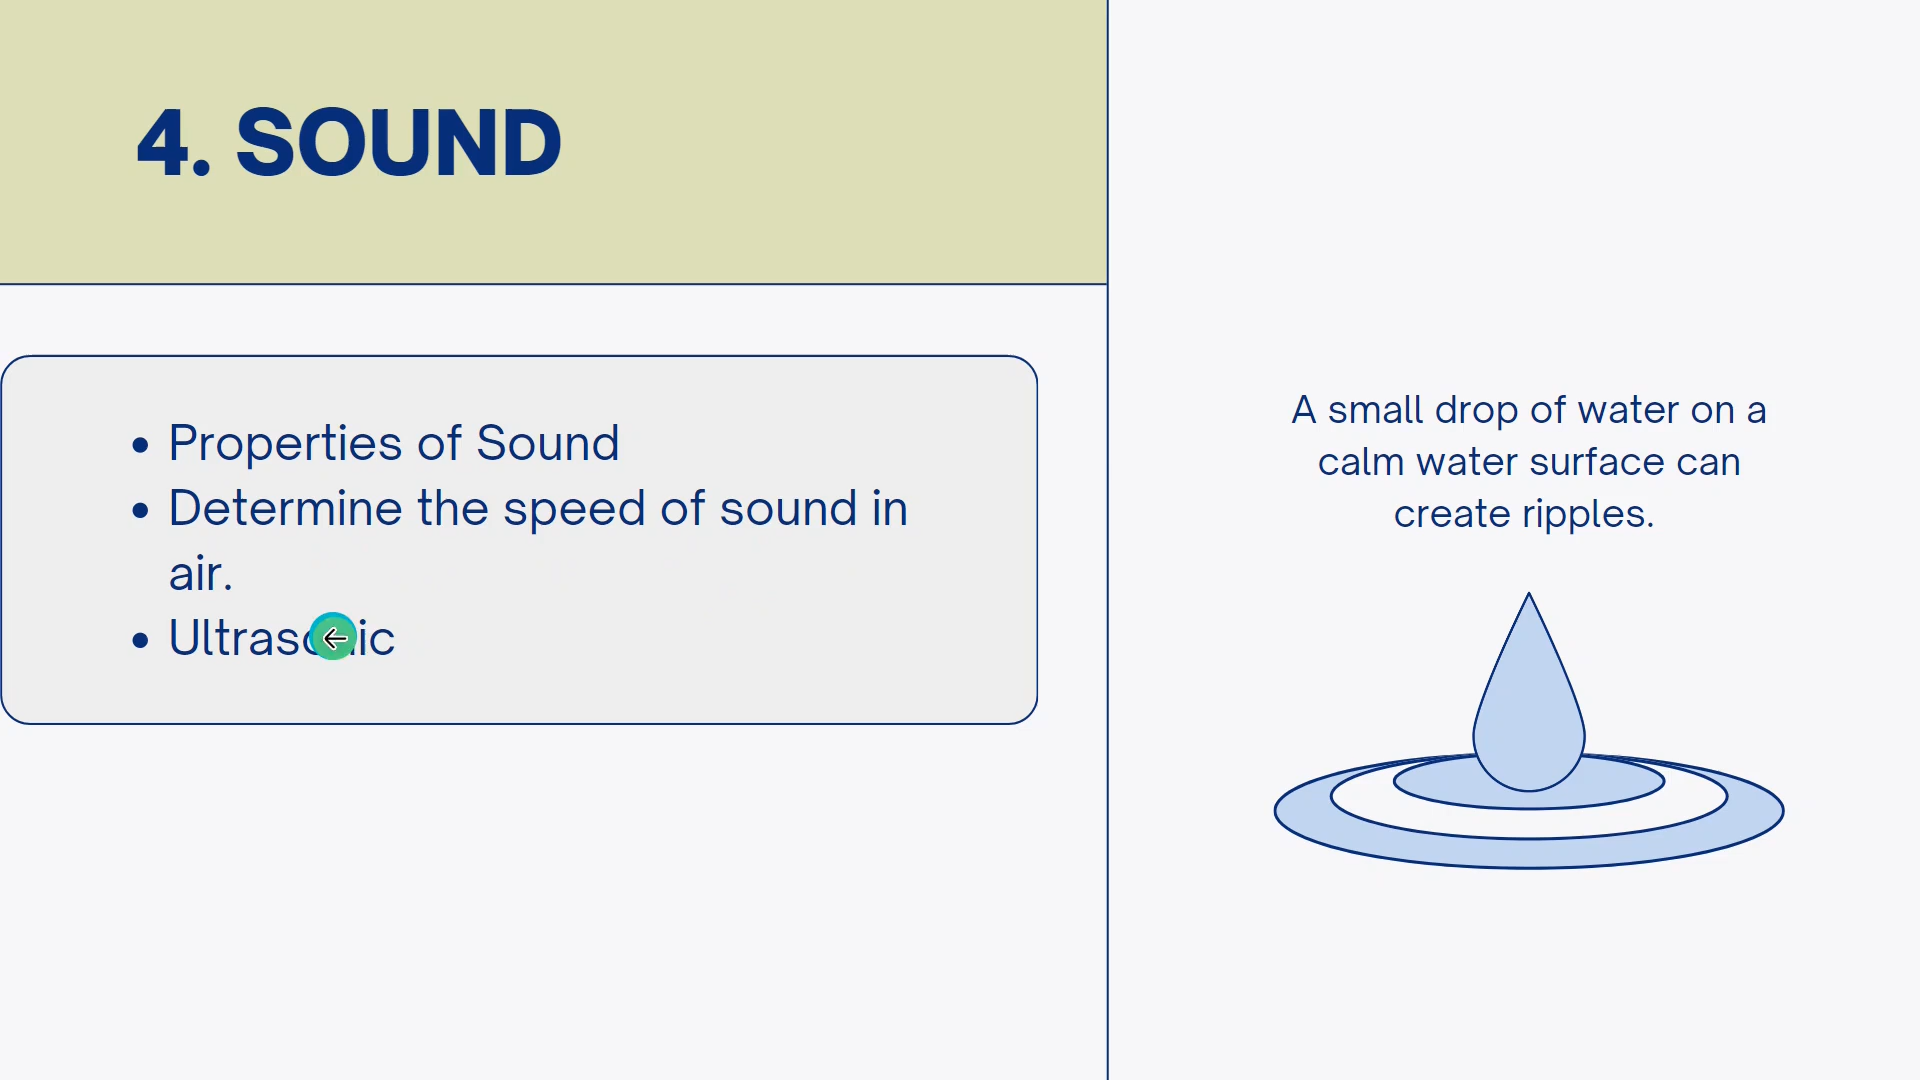 4. SOUND
• Properties of Sound
• Determine the speed of sound in
air.
• Ultrasonic
A small drop of water on a
calm water surface can
create ripples.